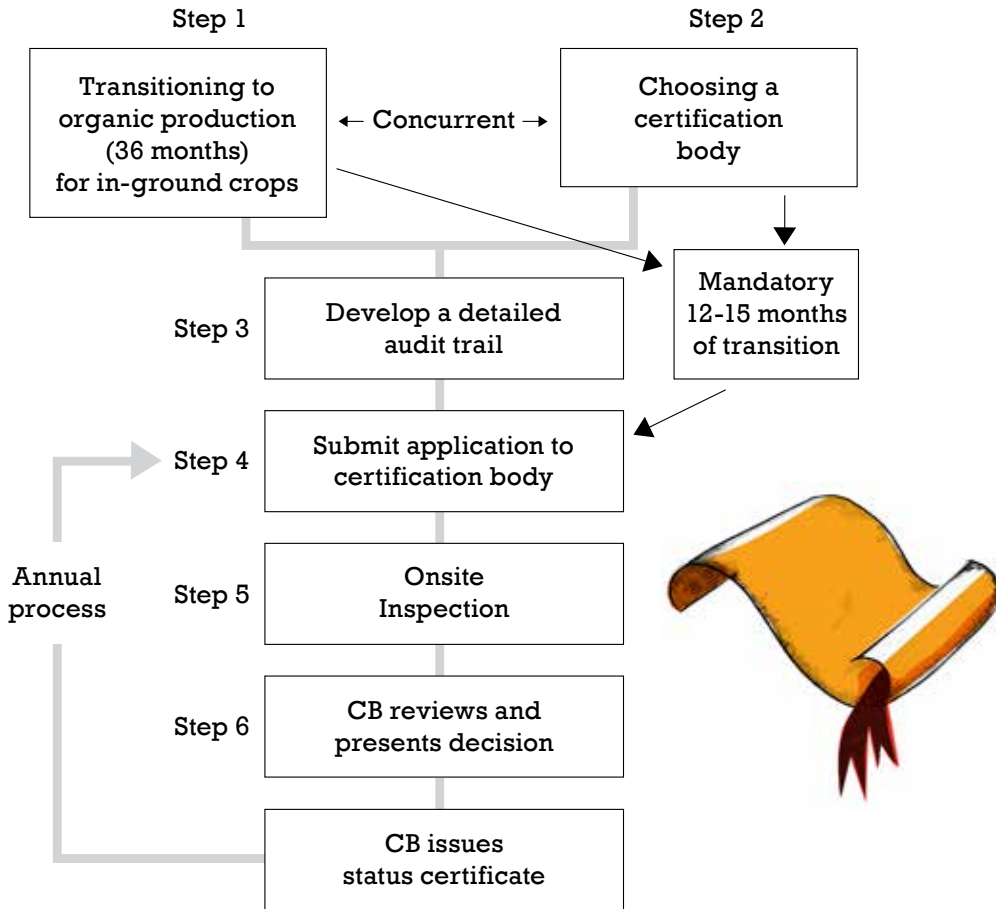 Step 1
Step 2
Transitioning to
organic production
(36 months)
for in-ground crops
Concurrent
Choosing a
certification
body
Mandatory
12-15 months
of transition
Step 3
Develop a detailed
audit trail
Step 4
Submit application to
certification body
Annual
process
Step 5
Onsite
Inspection
Step 6
CB reviews and
presents decision
CB issues
status certificate